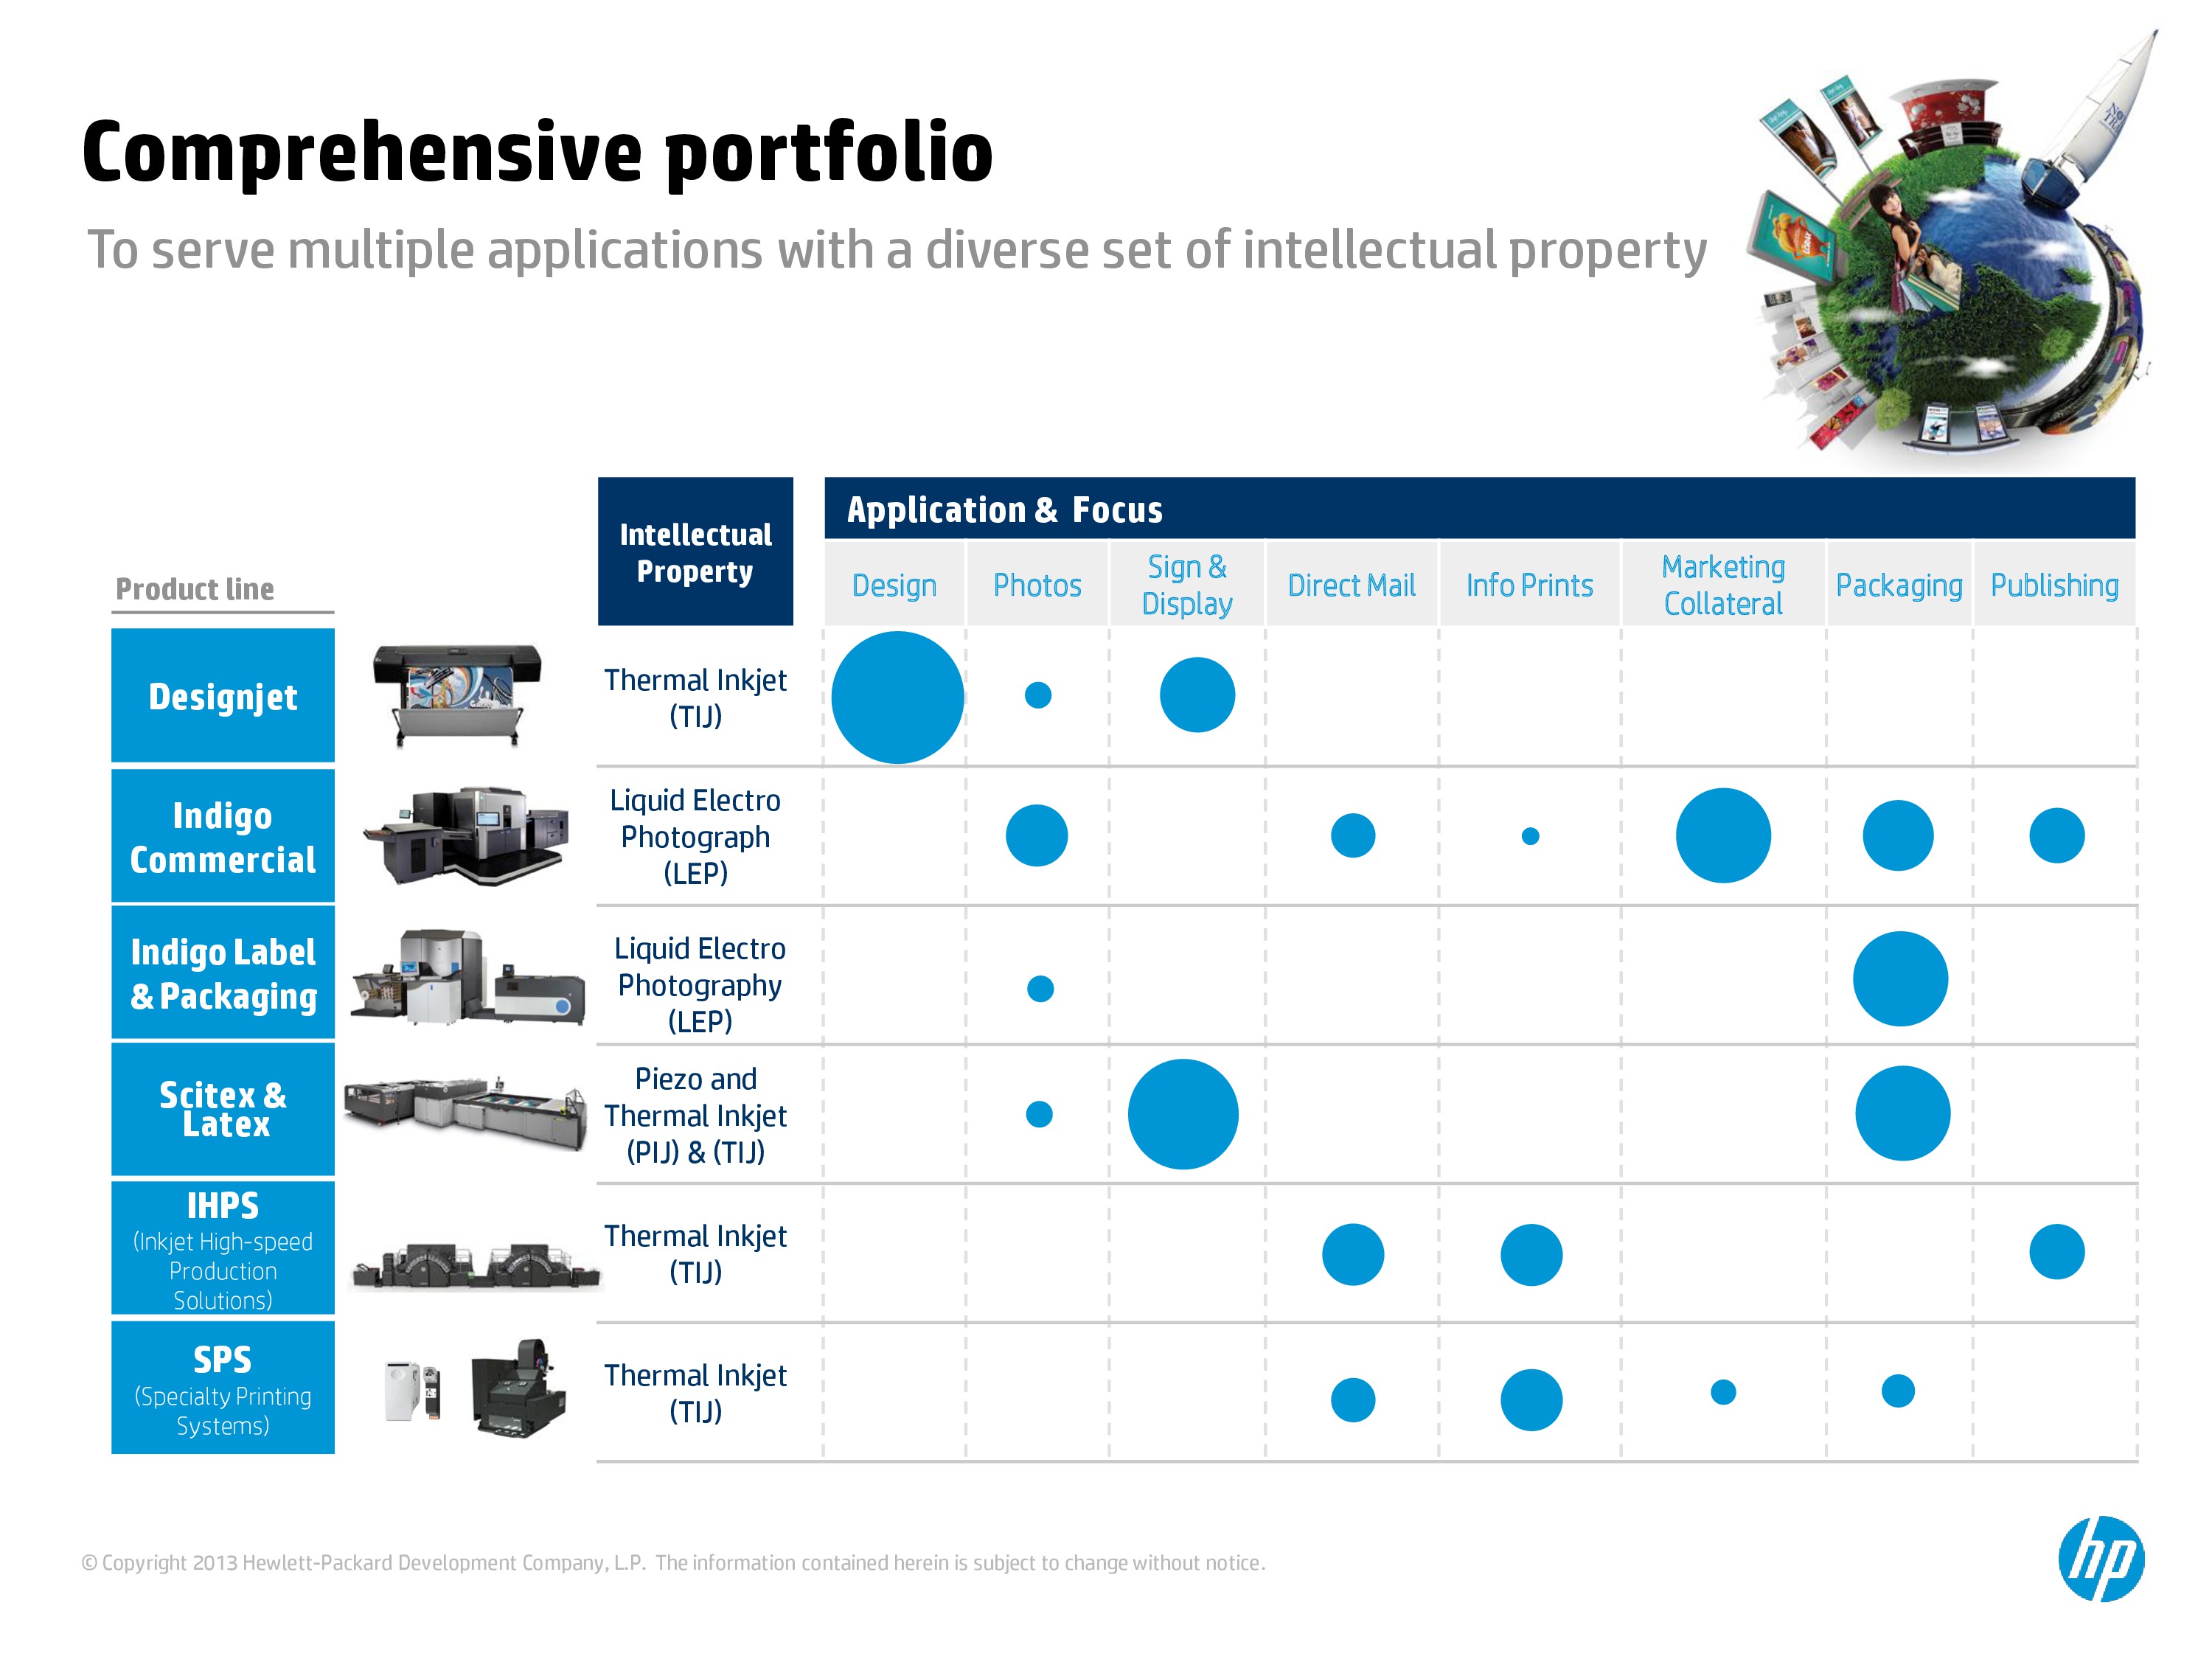 Comprehensive portfolio
To serve multiple applications with a diverse set of intellectual property
Product line
Intellectual
Property
Application & Focus
Design
Photos
Sign &
Display
Direct Mail
Info Prints
Marketing
Collateral
Packaging
Publishing
Designjet
Thermal Inkjet
(TIJ)
Indigo
Commercial
Liquid Electro
Photograph
(LEP)
Indigo Label
& Packaging
Liquid Electro
Photography
(LEP)
Scitex &
Latex
Piezo and
Thermal Inkjet
(PIJ) & (TIJ)
IHPS
(Inkjet High-speed
Production
Solutions)
Thermal Inkjet
(TIJ)
SPS
(Specialty Printing
Systems)
Thermal Inkjet
(TIJ)
© Copyright 2013 Hewlett-Packard Development Company, L.P. The information contained herein is subject to change without notice.
hp